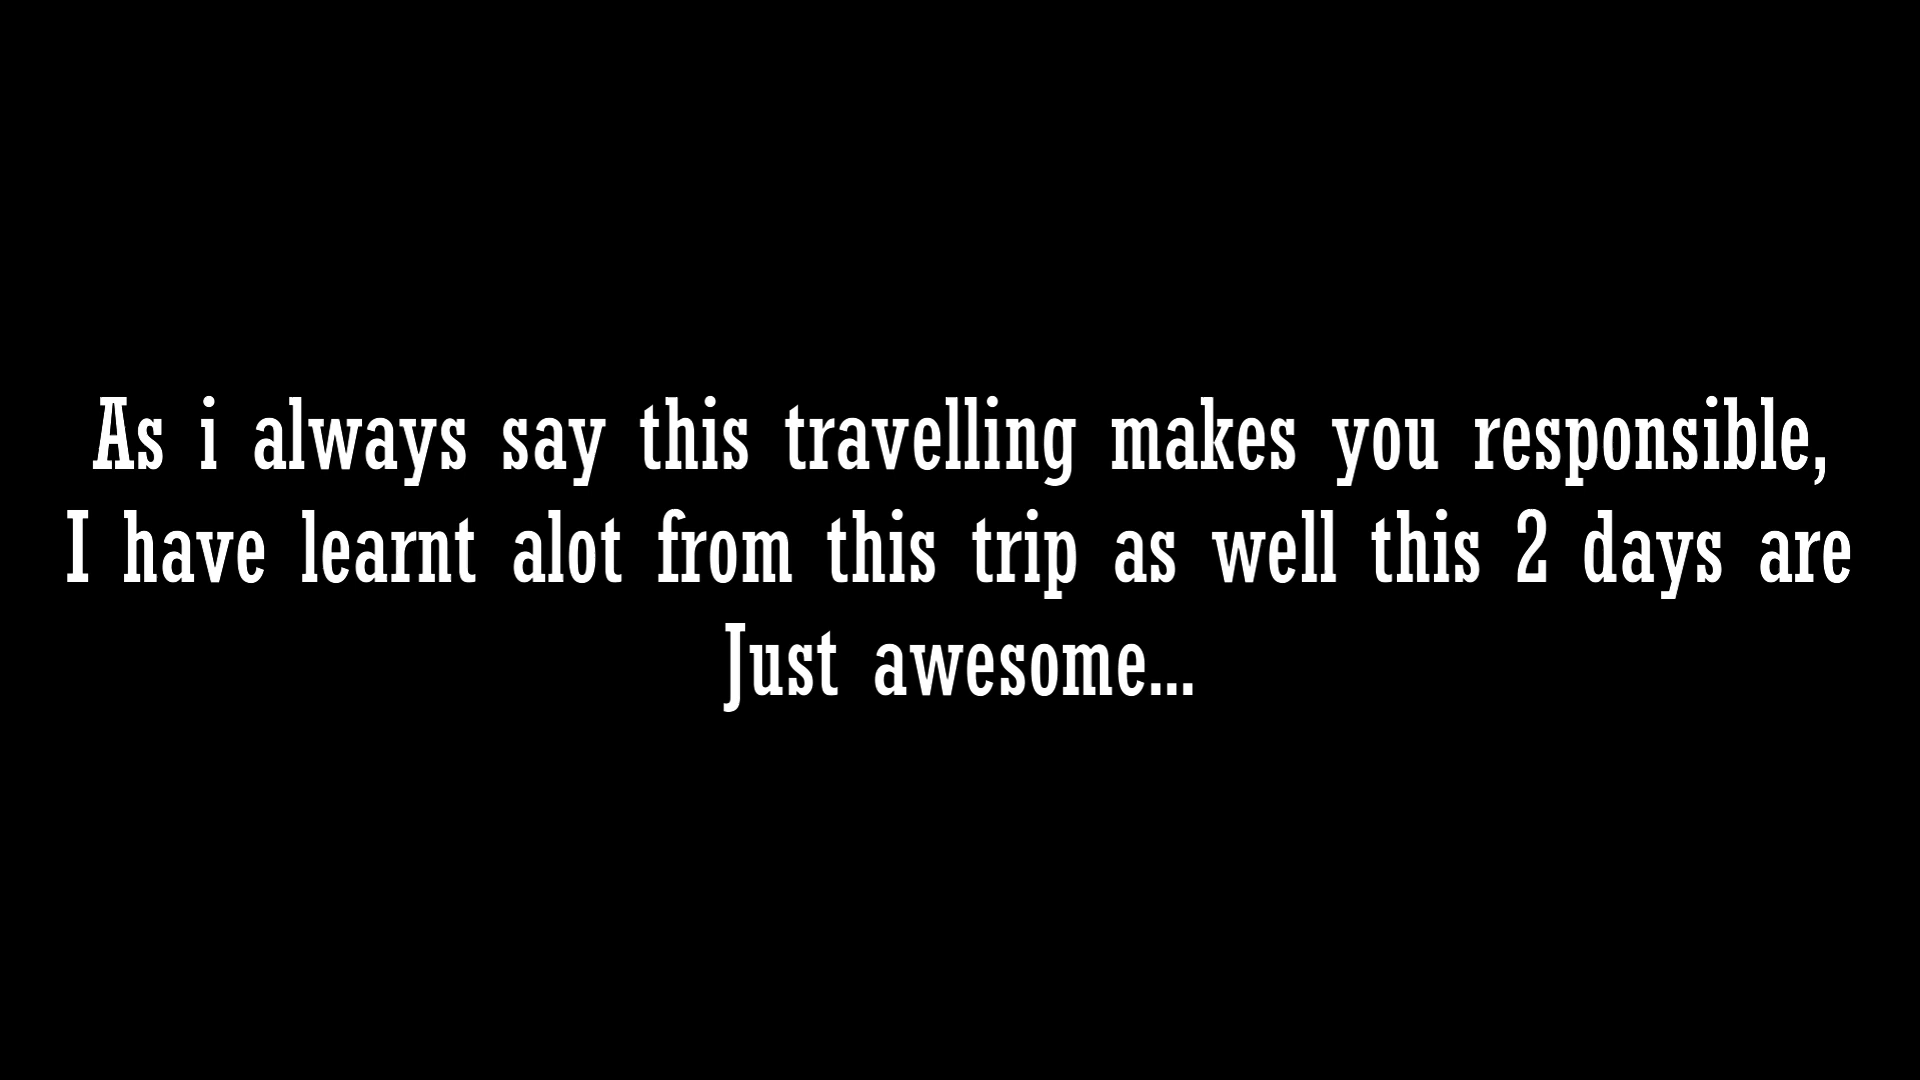 As i always say this travelling makes you responsible,
I have learnt alot from this trip as well this 2 days are
Just awesome...